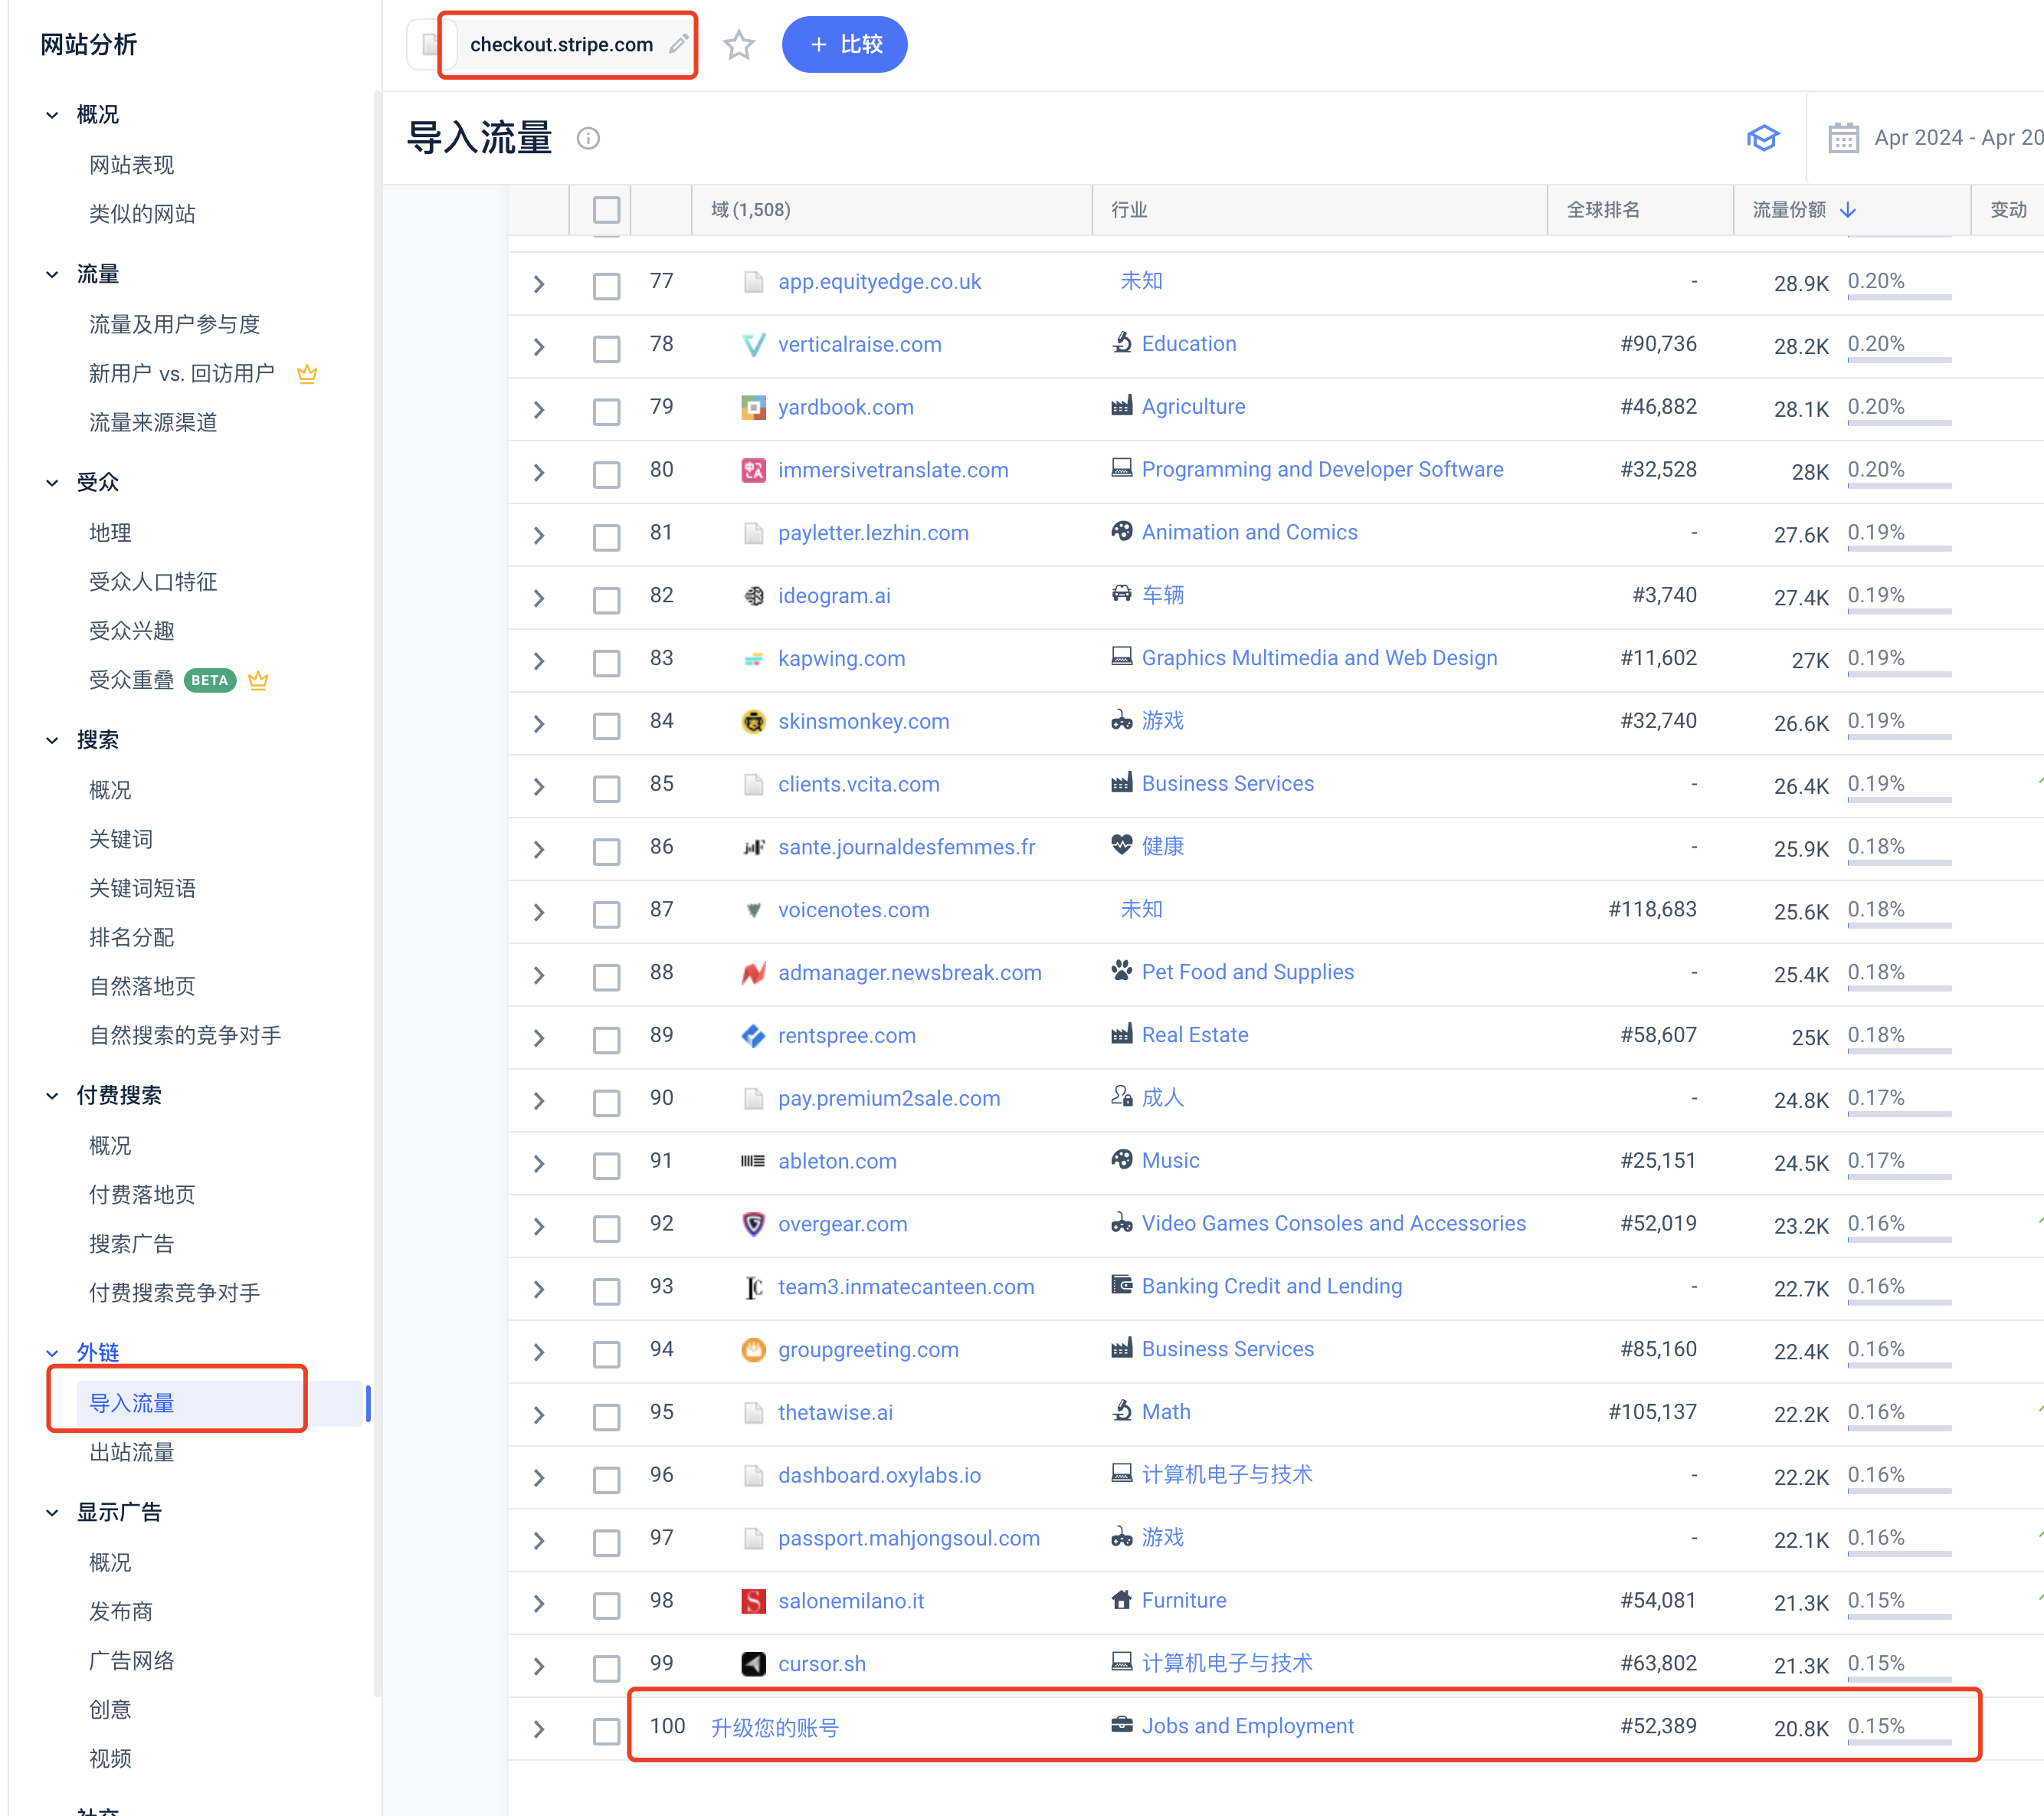 网站分析
概况
网站表现
类似的网站
流量
流量及用户参与度
新用户 vs. 回访用户
流量来源渠道
受众
地理
受众人口特征
受众兴趣
受众重叠 BETA
搜索
概况
关键词
关键词短语
排名分配
自然落地页
自然搜索的竞争对手
付费搜索
概况
付费落地页
搜索广告
付费搜索竞争对手
外链
导入流量
出站流量
显示广告
概况
发布商
广告网络
创意
视频
checkout.stripe.com + 比较
导入流量 Apr 2024 - Apr 20
域 (1,508) 行业 全球排名 流量份额 变动
77 app.equityedge.co.uk 未知 - 28.9K 0.20%
78 verticalraise.com Education #90,736 28.2K 0.20%
79 yardbook.com Agriculture #46,882 28.1K 0.20%
80 immersivetranslate.com Programming and Developer Software #32,528 28K 0.20%
81 payletter.lezhin.com Animation and Comics - 27.6K 0.19%
82 ideogram.ai 车辆 #3,740 27.4K 0.19%
83 kapwing.com Graphics Multimedia and Web Design #11,602 27K 0.19%
84 skinsmonkey.com 游戏 #32,740 26.6K 0.19%
85 clients.vcita.com Business Services - 26.4K 0.19%
86 sante.journaldesfemmes.fr 健康 - 25.9K 0.18%
87 voicenotes.com 未知 #118,683 25.6K 0.18%
88 admanager.newsbreak.com Pet Food and Supplies - 25.4K 0.18%
89 rentspree.com Real Estate #58,607 25K 0.18%
90 pay.premium2sale.com 成人 - 24.8K 0.17%
91 ableton.com Music #25,151 24.5K 0.17%
92 overgear.com Video Games Consoles and Accessories #52,019 23.2K 0.16%
93 team3.inmatecanteen.com Banking Credit and Lending - 22.7K 0.16%
94 groupgreeting.com Business Services #85,160 22.4K 0.16%
95 thetawise.ai Math #105,137 22.2K 0.16%
96 dashboard.oxylabs.io 计算机电子与技术 - 22.2K 0.16%
97 passport.mahjongsoul.com 游戏 - 22.1K 0.16%
98 salonemilano.it Furniture #54,081 21.3K 0.15%
99 cursor.sh 计算机电子与技术 #63,802 21.3K 0.15%
100 升级您的账号 Jobs and Employment #52,389 20.8K 0.15%